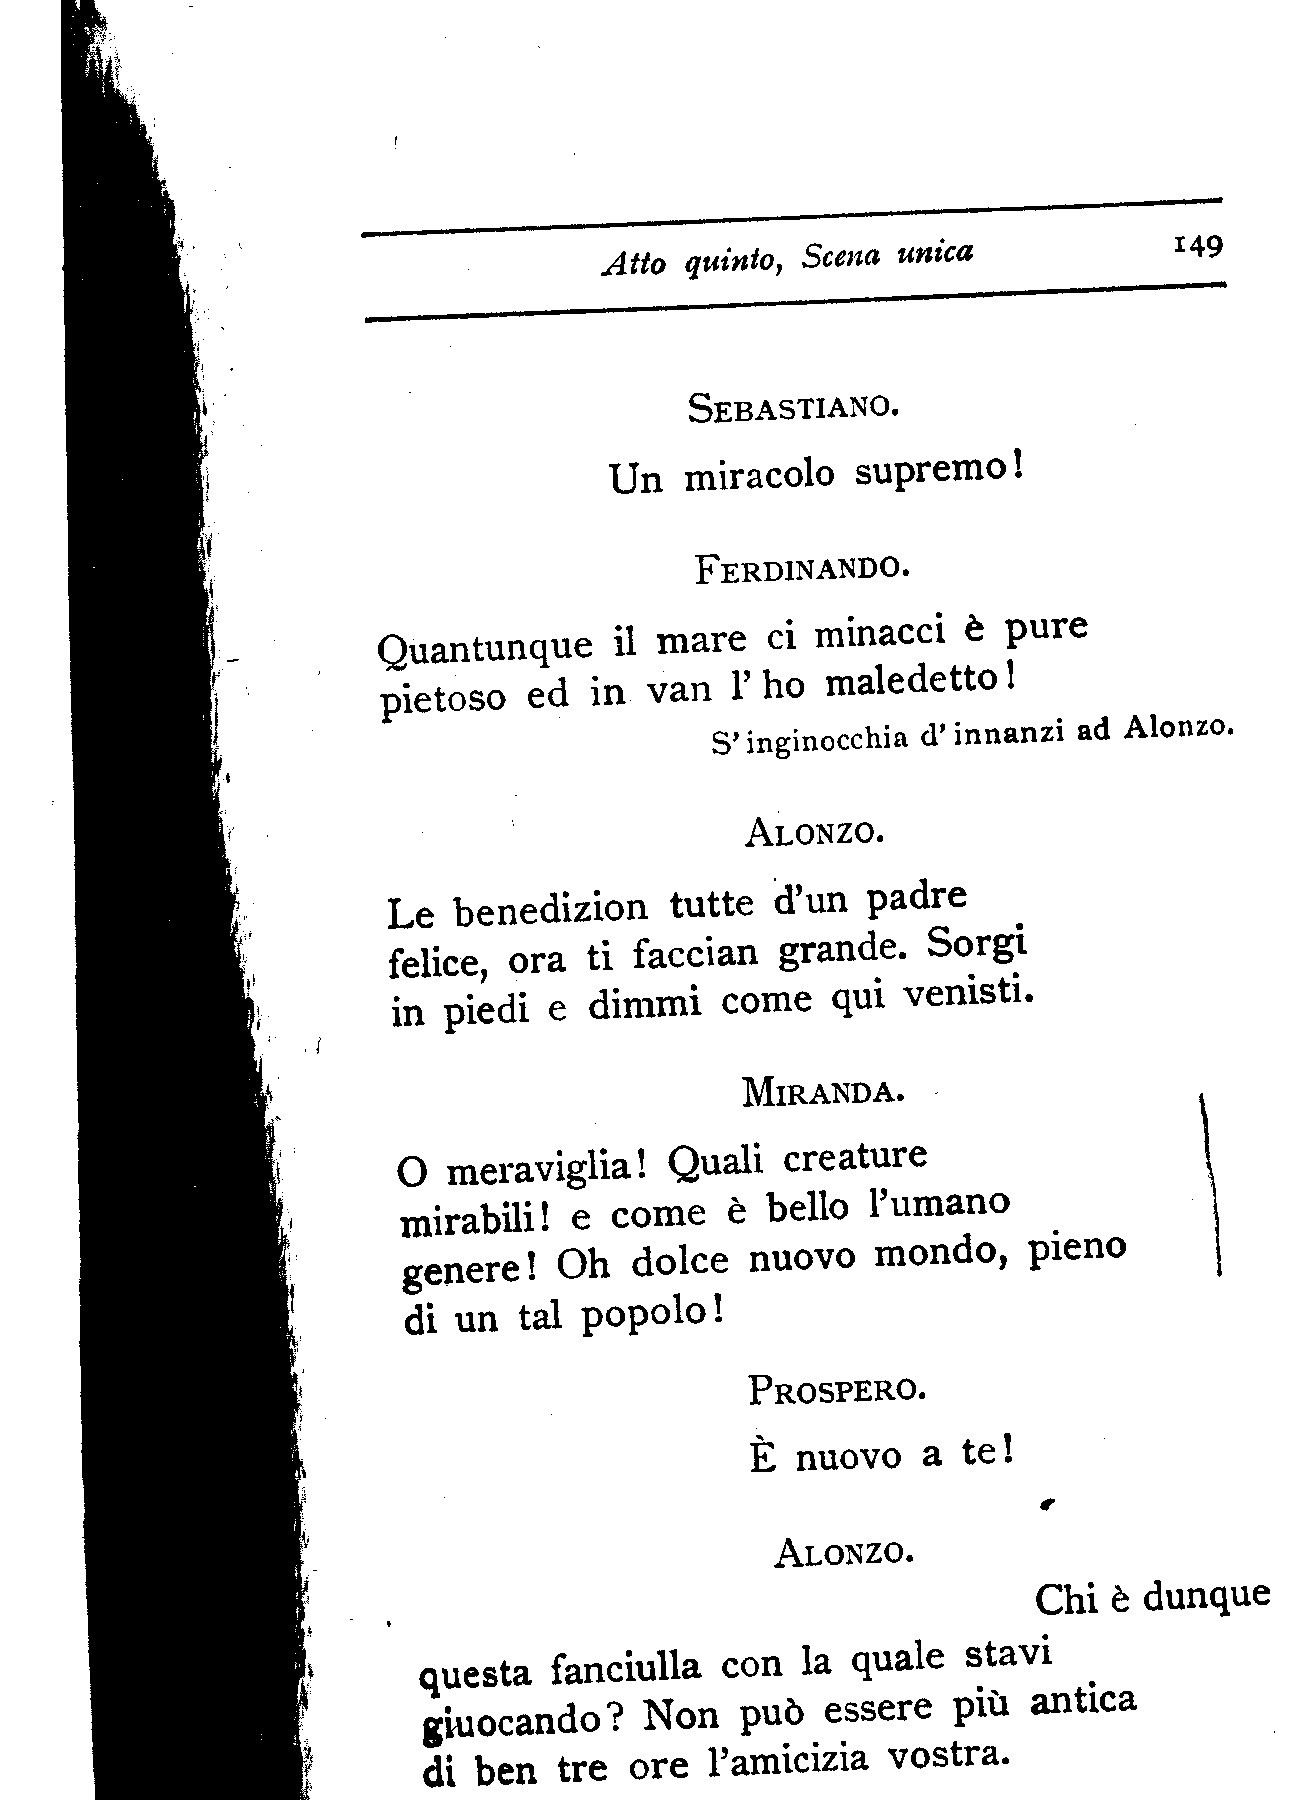 Atto quinto, Scena unica 149
SEBASTIANO.
Un miracolo supremo!
FERDINANDO.
Quantunque il mare ci minacci è pure
pietoso ed in van l'ho maledetto!
S'inginocchia d'innanzi ad Alonzo.
ALONZO.
Le benedizion tutte d'un padre
felice, ora ti faccian grande. Sorgi
in piedi e dimmi come qui venisti.
MIRANDA.
O meraviglia! Quali creature
mirabili! e come è bello l'umano
genere! Oh dolce nuovo mondo, pieno
di un tal popolo!
PROSPERO.
È nuovo a te!
ALONZO.
Chi è dunque
questa fanciulla con la quale stavi
giuocando? Non può essere più antica
di ben tre ore l'amicizia vostra.